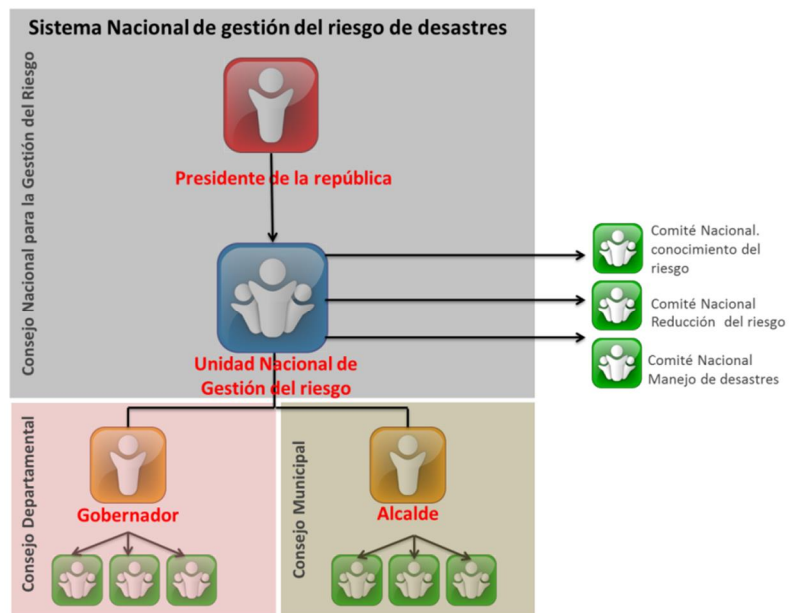 Sistema Nacional de gestión del riesgo de desastres
Consejo Nacional para la Gestión del Riesgo
Presidente de la república
Unidad Nacional de
Gestión del riesgo
Comité Nacional.
conocimiento del
riesgo
Comité Nacional
Reducción del riesgo
Comité Nacional
Manejo de desastres
Consejo Departamental
Gobernador
Consejo Municipal
Alcalde